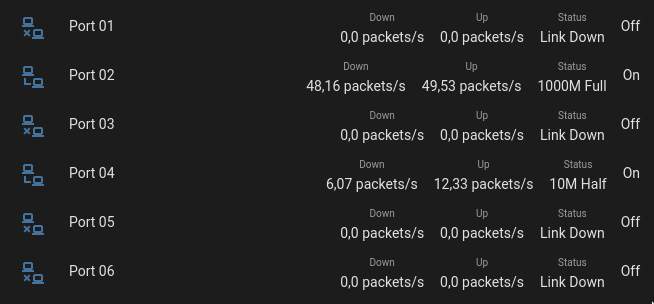 Port 01
Down Up Status
0,0 packets/s 0,0 packets/s Link Down Off
Port 02
Down Up Status
48,16 packets/s 49,53 packets/s 1000M Full On
Port 03
Down Up Status
0,0 packets/s 0,0 packets/s Link Down Off
Port 04
Down Up Status
6,07 packets/s 12,33 packets/s 10M Half On
Port 05
Down Up Status
0,0 packets/s 0,0 packets/s Link Down Off
Port 06
Down Up Status
0,0 packets/s 0,0 packets/s Link Down Off